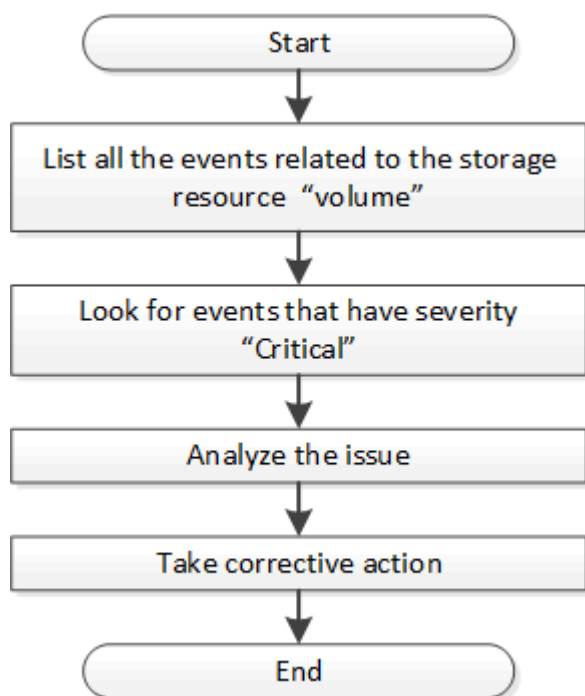 Start
List all the events related to the storage
resource “volume”
Look for events that have severity
“Critical”
Analyze the issue
Take corrective action
End